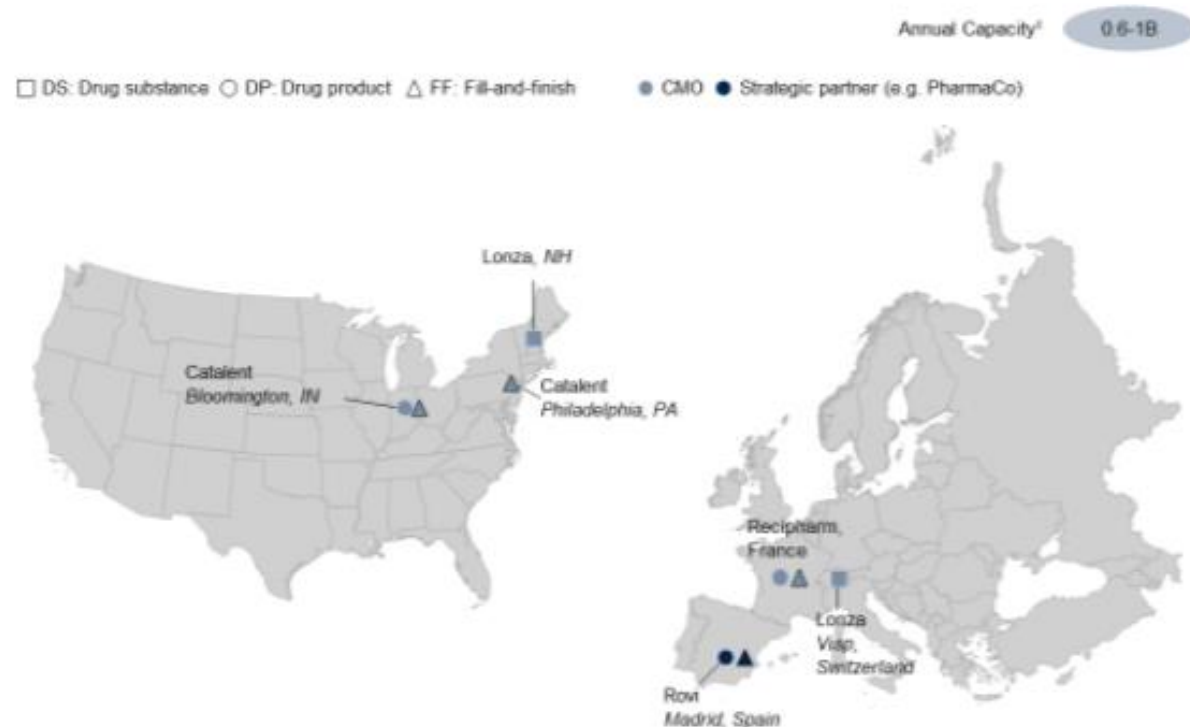 Annual Capacity² 0.6-1B
DS: Drug substance DP: Drug product FF: Fill-and-finish CMO Strategic partner (e.g. PharmaCo)
Lonza, NH
Catalent
Bloomington, IN
Catalent
Philadelphia, PA
Recipharm,
France
Lonza
Visp,
Switzerland
Rovi
Madrid, Spain